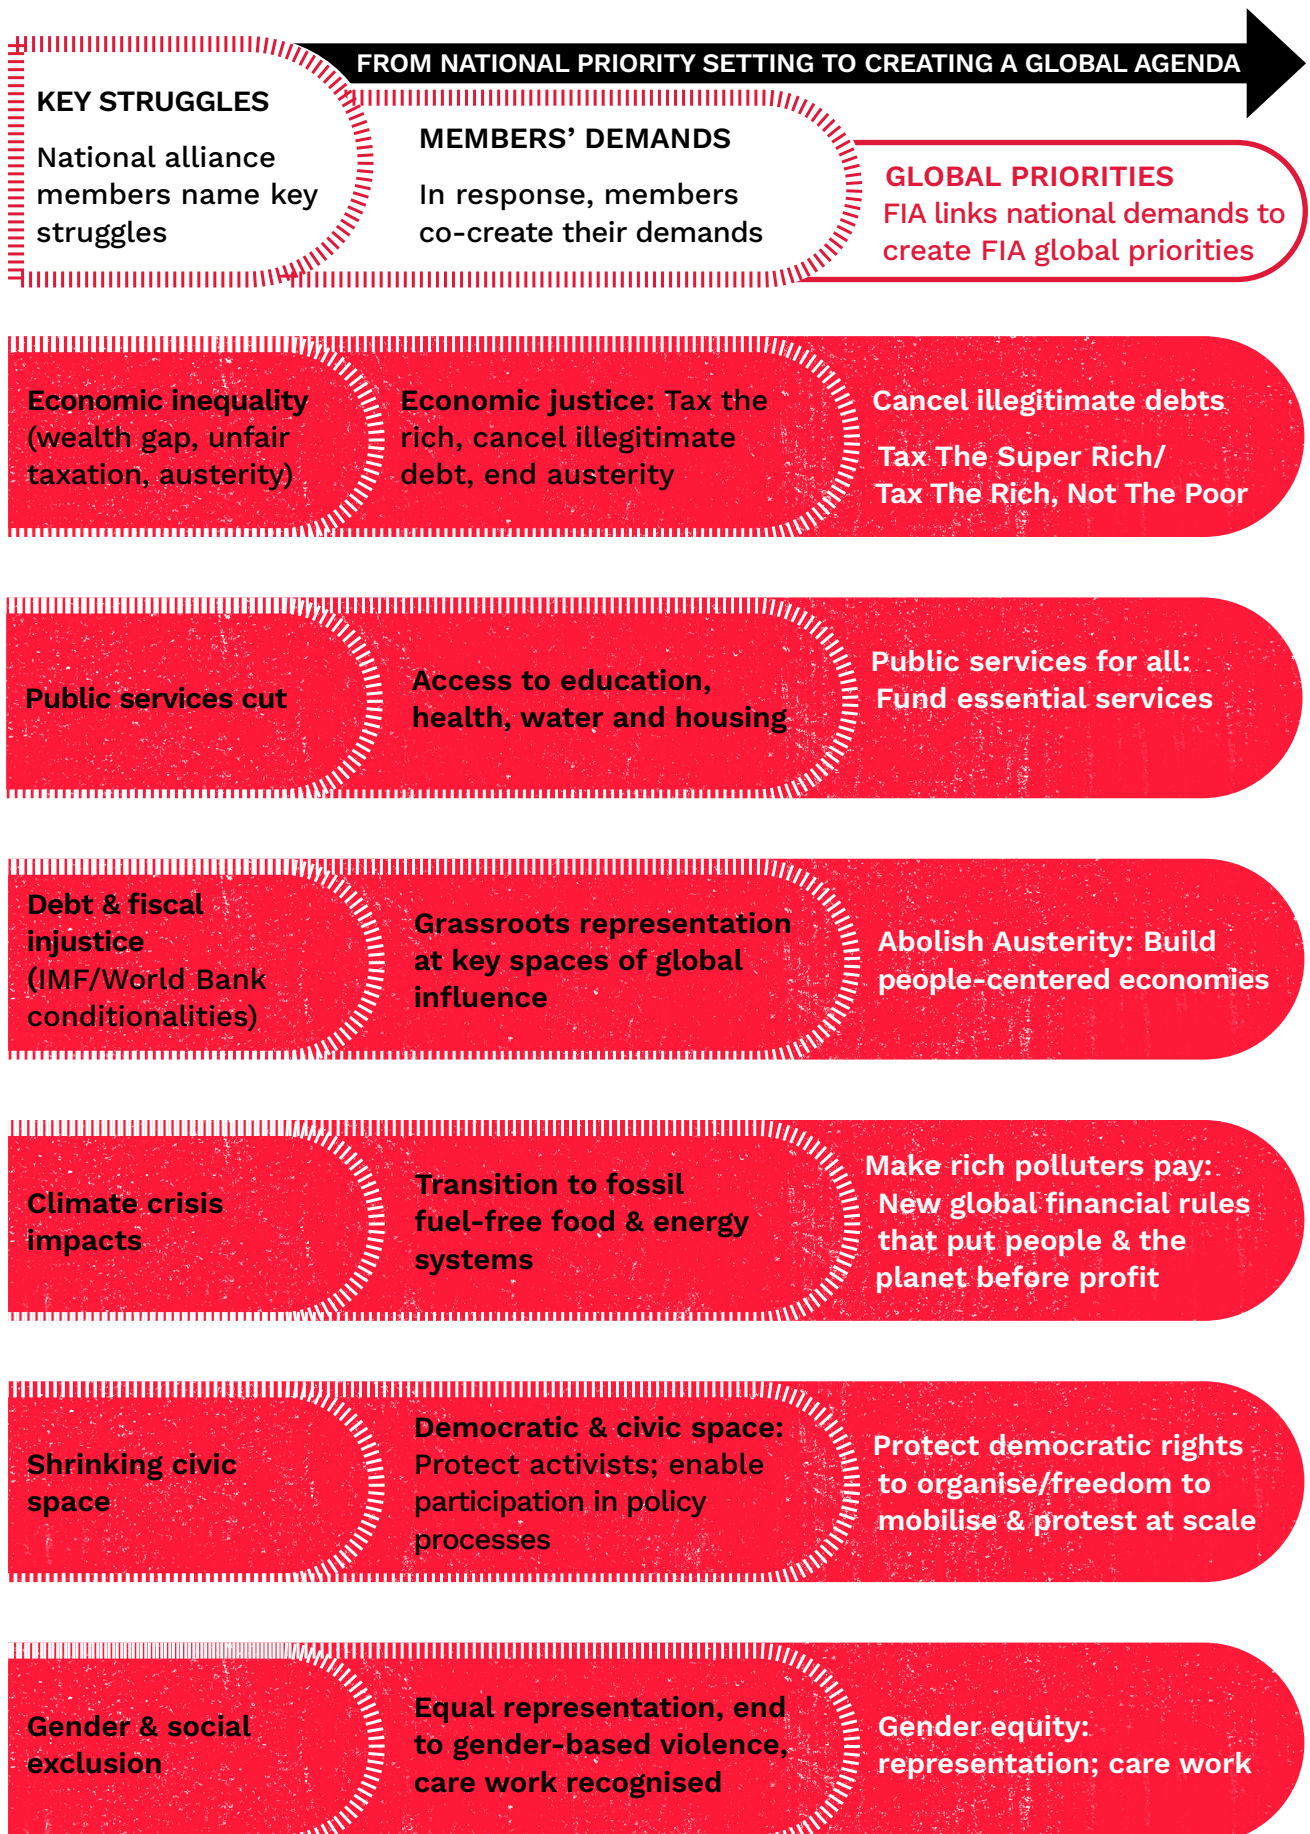 FROM NATIONAL PRIORITY SETTING TO CREATING A GLOBAL AGENDA
KEY STRUGGLES
National alliance
members name key
struggles
MEMBERS’ DEMANDS
In response, members
co-create their demands
GLOBAL PRIORITIES
FIA links national demands to
create FIA global priorities
Economic inequality
(wealth gap, unfair
taxation, austerity)
Economic justice: Tax the
rich, cancel illegitimate
debt, end austerity
Cancel illegitimate debts
Tax The Super Rich/
Tax The Rich, Not The Poor
Public services cut
Access to education,
health, water and housing
Public services for all:
Fund essential services
Debt & fiscal
injustice
(IMF/World Bank
conditionalities)
Grassroots representation
at key spaces of global
influence
Abolish Austerity: Build
people-centered economies
Climate crisis
impacts
Transition to fossil
fuel-free food & energy
systems
Make rich polluters pay:
New global financial rules
that put people & the
planet before profit
Shrinking civic
space
Democratic & civic space:
Protect activists; enable
participation in policy
processes
Protect democratic rights
to organise/freedom to
mobilise & protest at scale
Gender & social
exclusion
Equal representation, end
to gender-based violence,
care work recognised
Gender equity:
representation; care work